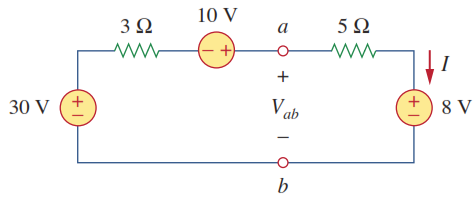 3 Ω 10 V a 5 Ω
− +
+ I
30 V + − V_ab + − 8 V
−
b